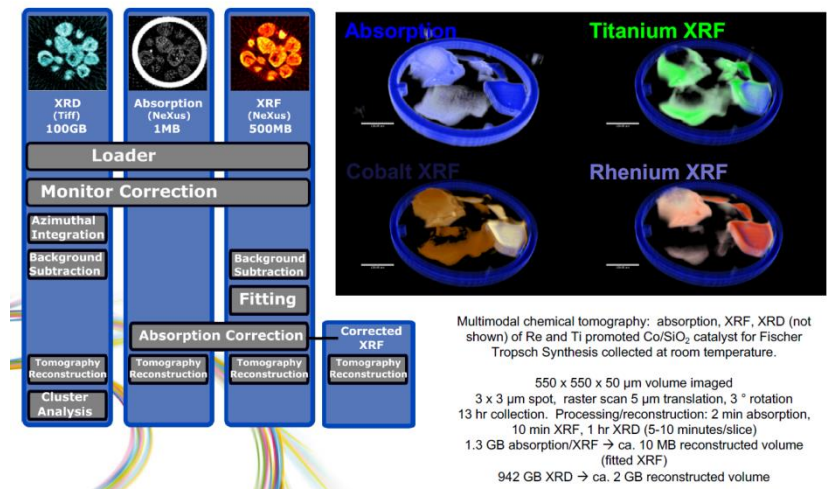 XRD
(Tiff)
100GB
Absorption
(NeXus)
1MB
XRF
(NeXus)
500MB
Loader
Monitor Correction
Azimuthal
Integration
Background
Subtraction
Background
Subtraction
Fitting
Absorption Correction
Corrected
XRF
Tomography
Reconstruction
Tomography
Reconstruction
Tomography
Reconstruction
Tomography
Reconstruction
Cluster
Analysis
Absorption
Titanium XRF
Cobalt XRF
Rhenium XRF
Multimodal chemical tomography: absorption, XRF, XRD (not
shown) of Re and Ti promoted Co/SiO₂ catalyst for Fischer
Tropsch Synthesis collected at room temperature.
550 x 550 x 50 µm volume imaged
3 x 3 µm spot, raster scan 5 µm translation, 3 ° rotation
13 hr collection. Processing/reconstruction: 2 min absorption,
10 min XRF, 1 hr XRD (5-10 minutes/slice)
1.3 GB absorption/XRF → ca. 10 MB reconstructed volume
(fitted XRF)
942 GB XRD → ca. 2 GB reconstructed volume